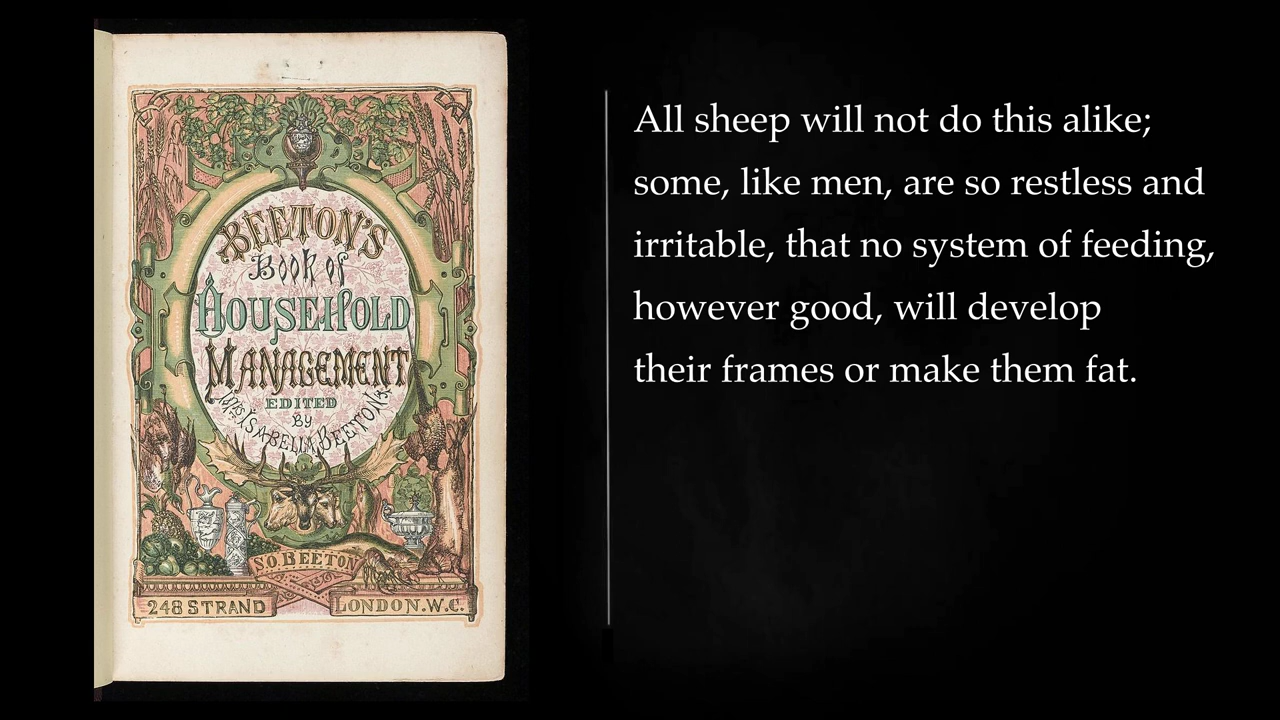 BEETON'S
Book of
HOUSEHOLD
MANAGEMENT
EDITED
By
MRS ISABELLA BEETON
S.O. BEETON
248 STRAND
LONDON. W.C.
All sheep will not do this alike;
some, like men, are so restless and
irritable, that no system of feeding,
however good, will develop
their frames or make them fat.